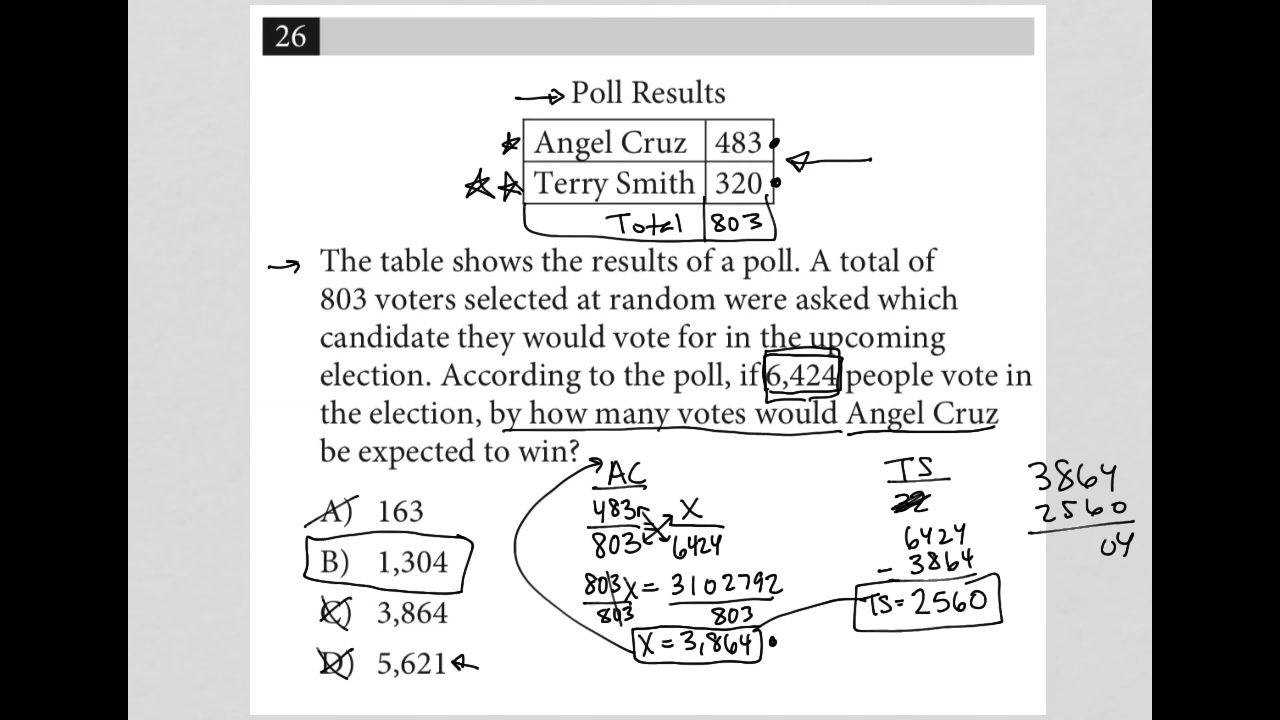 26
Poll Results
Angel Cruz 483
Terry Smith 320
Total 803
The table shows the results of a poll. A total of
803 voters selected at random were asked which
candidate they would vote for in the upcoming
election. According to the poll, if 6,424 people vote in
the election, by how many votes would Angel Cruz
be expected to win?
A) 163
B) 1,304
C) 3,864
D) 5,621
AC
483 X
803 6424
803X = 3102792
803 803
X = 3,864
TS
6424
- 3864
TS = 2560
3864
2560
04